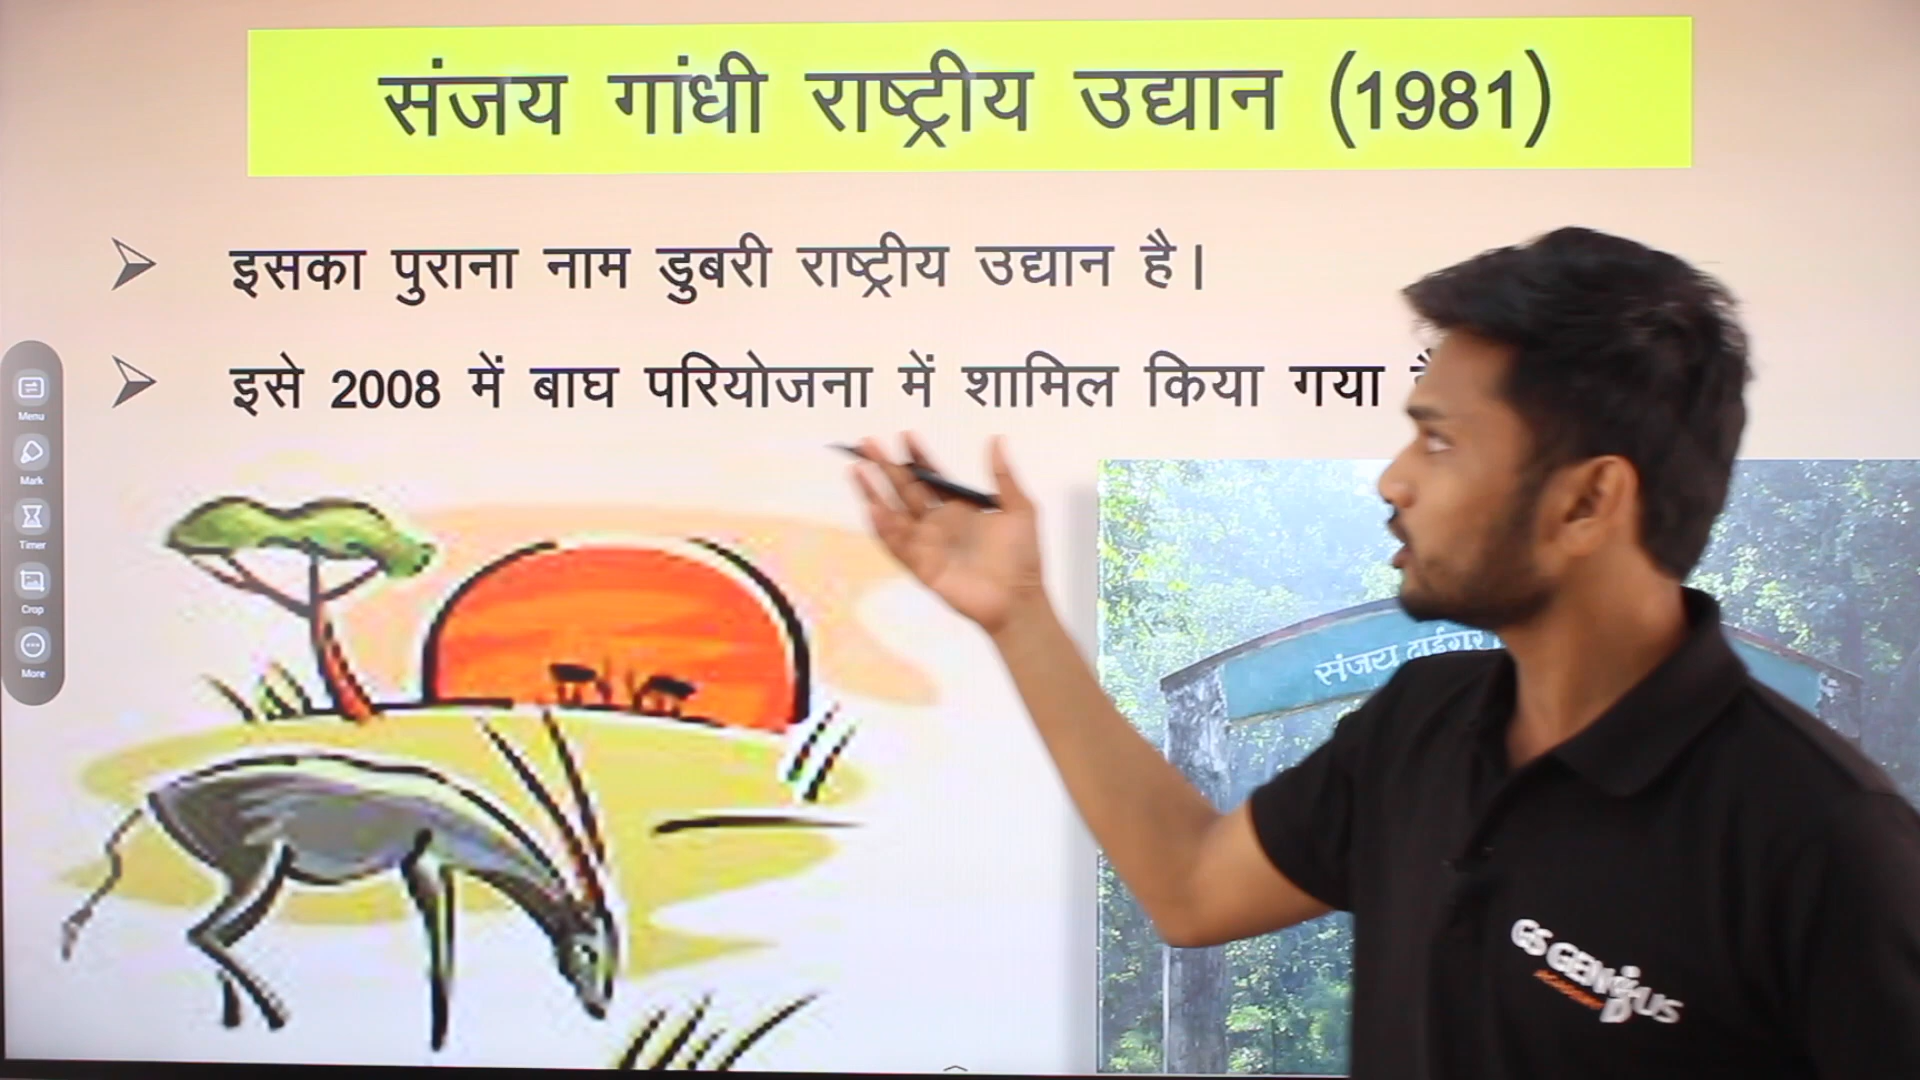 संजय गांधी राष्ट्रीय उद्यान (1981)
इसका पुराना नाम डुबरी राष्ट्रीय उद्यान है।
इसे 2008 में बाघ परियोजना में शामिल किया गया
Menu
Mark
Timer
Crop
More
संजय टाईगर
GS GENIUS